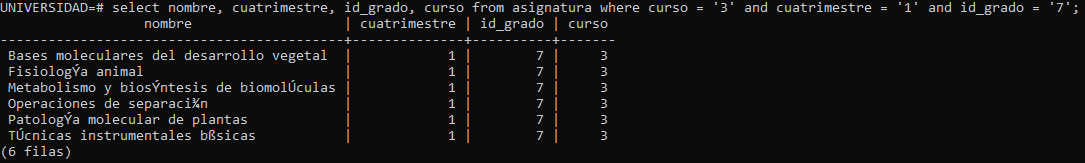 UNIVERSIDAD=# select nombre, cuatrimestre, id_grado, curso from asignatura where curso = '3' and cuatrimestre = '1' and id_grado = '7';
                  nombre                   | cuatrimestre | id_grado | curso
-------------------------------------------+--------------+----------+-------
 Bases moleculares del desarrollo vegetal  |            1 |        7 |     3
 FisiologÝa animal                         |            1 |        7 |     3
 Metabolismo y biosÝntesis de biomolÚculas |            1 |        7 |     3
 Operaciones de separaci¾n                 |            1 |        7 |     3
 PatologÝa molecular de plantas            |            1 |        7 |     3
 TÚcnicas instrumentales bßsicas           |            1 |        7 |     3
(6 filas)